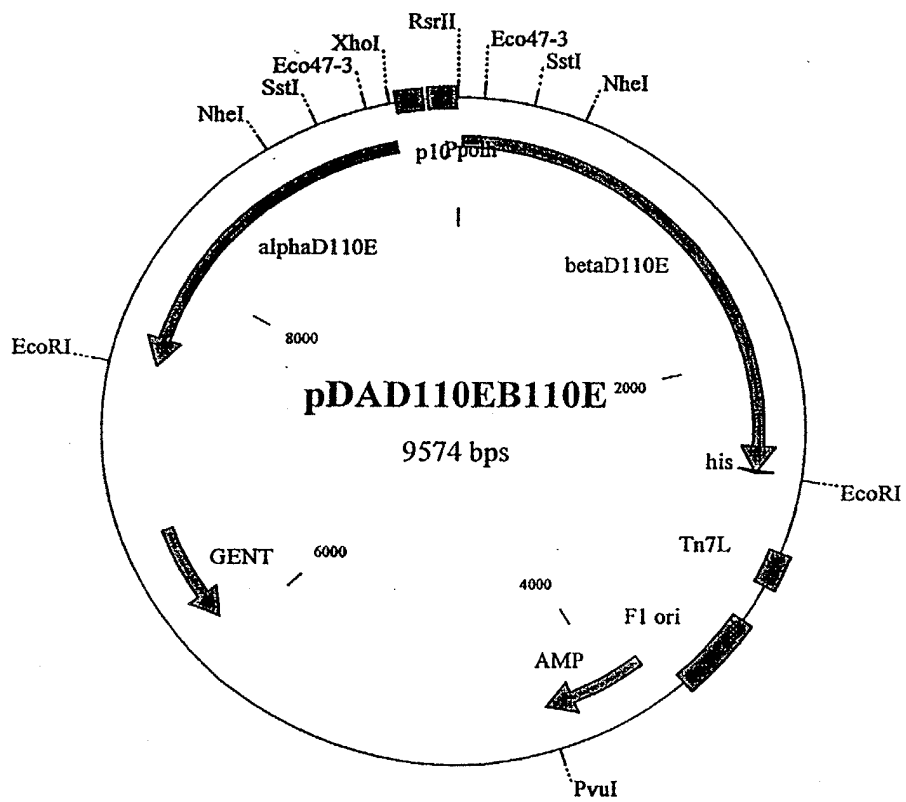 RsrII
XhoI
Eco47-3
Eco47-3
SstI
SstI
NheI
NheI
p10
Ppolh
alphaD110E
betaD110E
EcoRI
8000
pDAD110EB110E
2000
9574 bps
his
EcoRI
Tn7L
GENT
6000
4000
F1 ori
AMP
PvuI